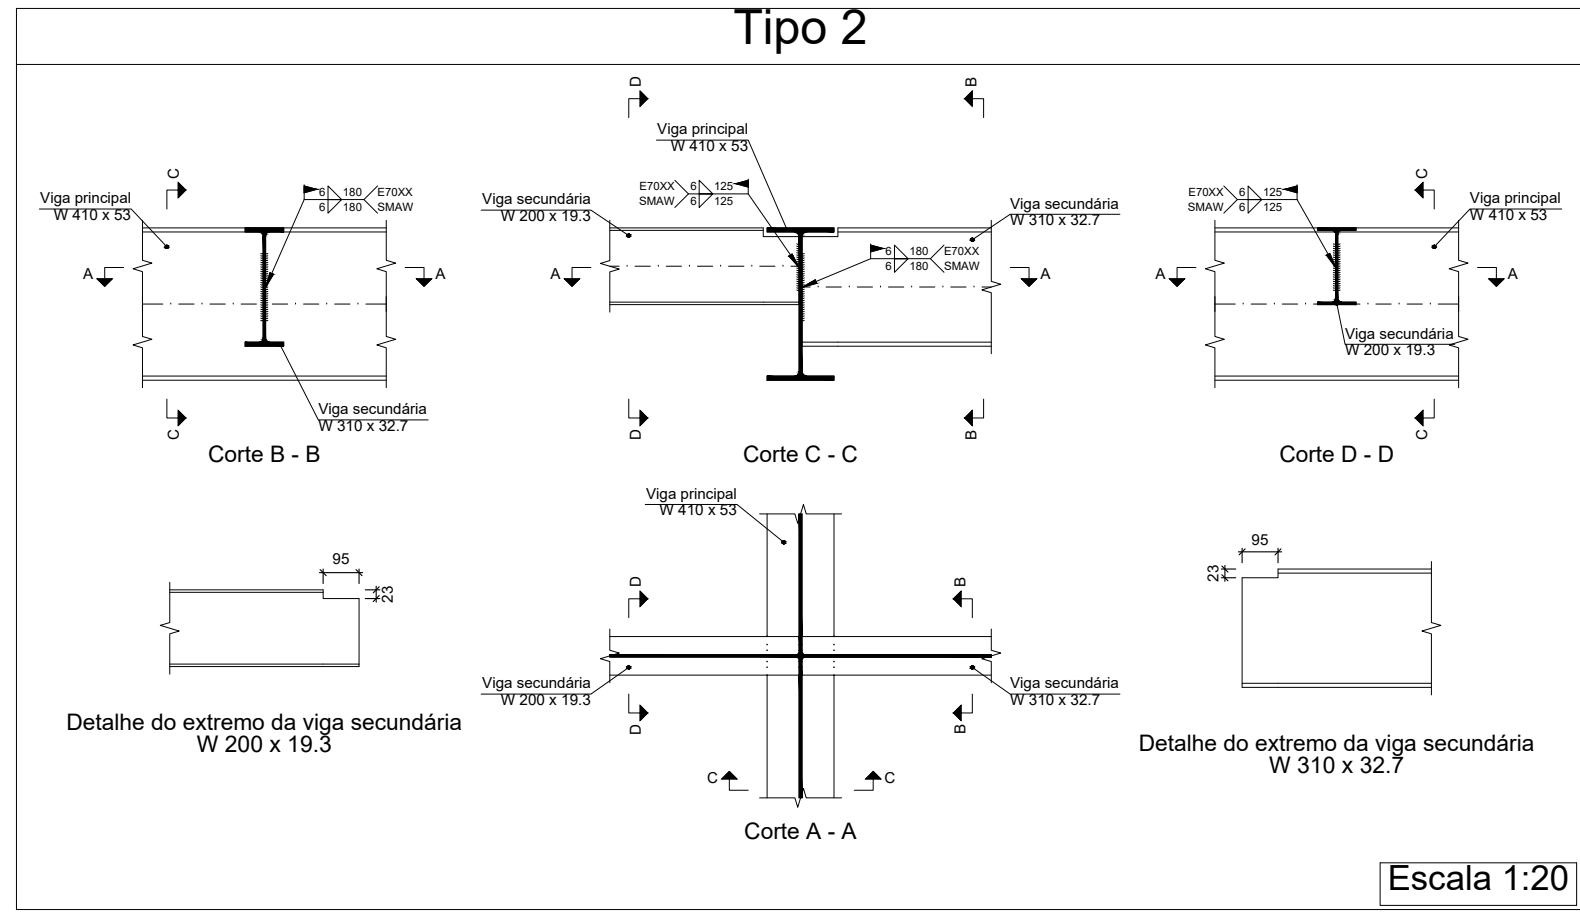 Tipo 2
D
B
Viga principal
W 410 x 53
C
Viga principal
W 410 x 53
6 180 E70XX
6 180 SMAW
E70XX 6 125
SMAW 6 125
Viga secundária
W 200 x 19.3
Viga secundária
W 310 x 32.7
E70XX 6 125
SMAW 6 125
C
Viga principal
W 410 x 53
6 180 E70XX
6 180 SMAW
A
A
A
A
A
A
Viga secundária
W 200 x 19.3
Viga secundária
W 310 x 32.7
C
D
B
C
Corte B - B
Corte C - C
Corte D - D
Viga principal
W 410 x 53
95
23
95
23
D
B
Viga secundária
W 200 x 19.3
Viga secundária
W 310 x 32.7
D
B
Detalhe do extremo da viga secundária
W 200 x 19.3
Detalhe do extremo da viga secundária
W 310 x 32.7
C
C
Corte A - A
Escala 1:20